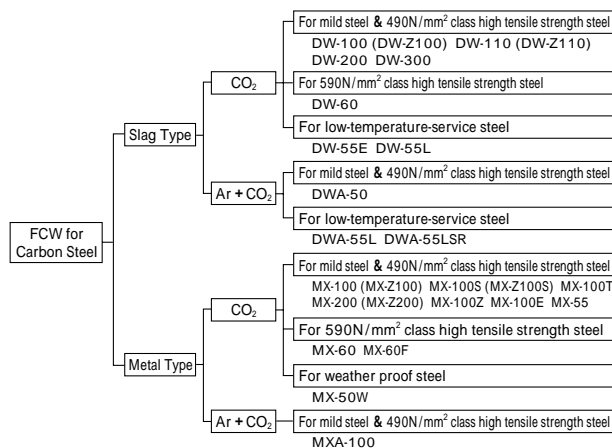 For mild steel & 490N/mm² class high tensile strength steel
DW-100 (DW-Z100) DW-110 (DW-Z110)
DW-200 DW-300
CO₂
For 590N/mm² class high tensile strength steel
DW-60
Slag Type
For low-temperature-service steel
DW-55E DW-55L
For mild steel & 490N/mm² class high tensile strength steel
Ar + CO₂
DWA-50
For low-temperature-service steel
DWA-55L DWA-55LSR
FCW for
Carbon Steel
For mild steel & 490N/mm² class high tensile strength steel
MX-100 (MX-Z100) MX-100S (MX-Z100S) MX-100T
MX-200 (MX-Z200) MX-100Z MX-100E MX-55
CO₂
For 590N/mm² class high tensile strength steel
MX-60 MX-60F
Metal Type
For weather proof steel
MX-50W
Ar + CO₂
For mild steel & 490N/mm² class high tensile strength steel
MXA-100